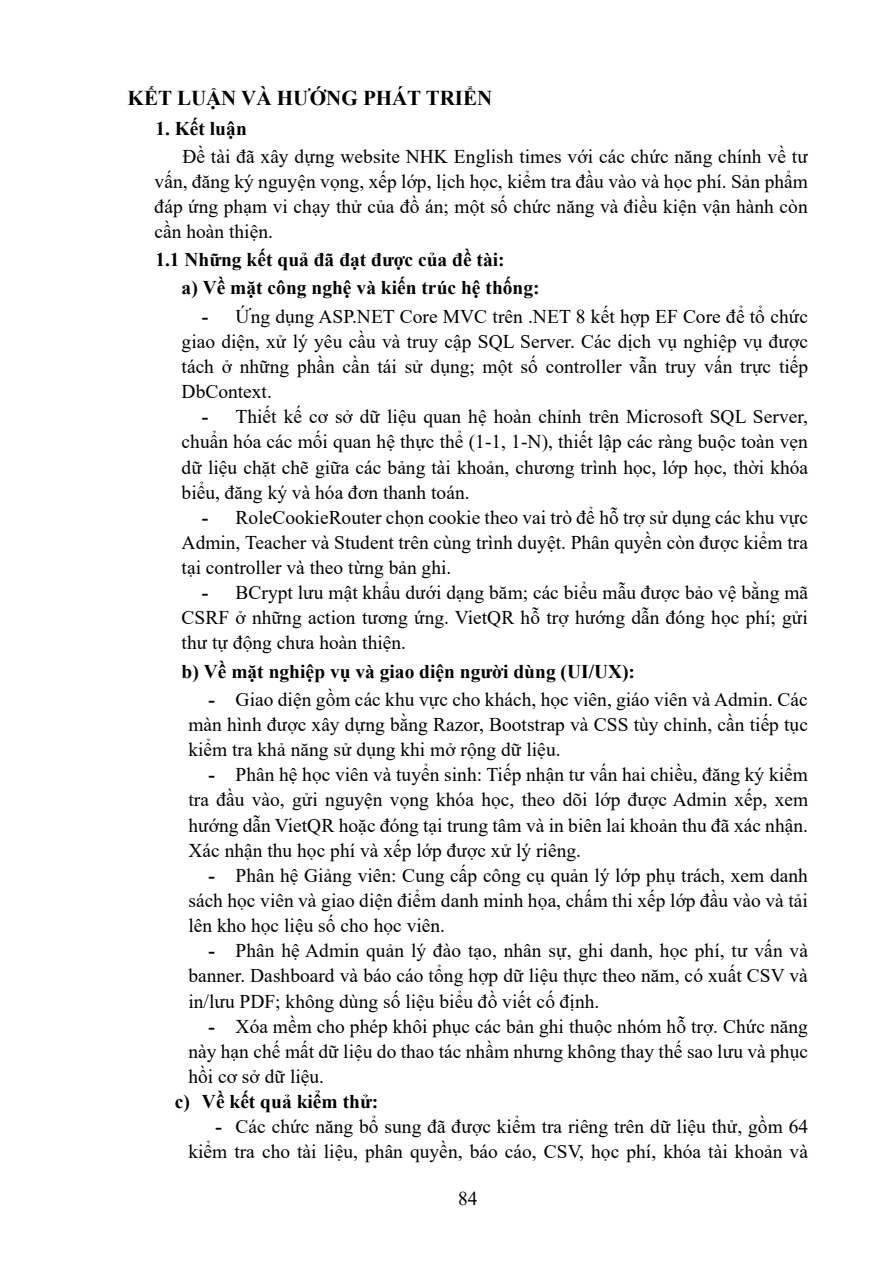 KẾT LUẬN VÀ HƯỚNG PHÁT TRIỂN
1. Kết luận
Đề tài đã xây dựng website NHK English times với các chức năng chính về tư
vấn, đăng ký nguyện vọng, xếp lớp, lịch học, kiểm tra đầu vào và học phí. Sản phẩm
đáp ứng phạm vi chạy thử của đồ án; một số chức năng và điều kiện vận hành còn
cần hoàn thiện.
1.1 Những kết quả đã đạt được của đề tài:
a) Về mặt công nghệ và kiến trúc hệ thống:
- Ứng dụng ASP.NET Core MVC trên .NET 8 kết hợp EF Core để tổ chức
giao diện, xử lý yêu cầu và truy cập SQL Server. Các dịch vụ nghiệp vụ được
tách ở những phần cần tái sử dụng; một số controller vẫn truy vấn trực tiếp
DbContext.
- Thiết kế cơ sở dữ liệu quan hệ hoàn chỉnh trên Microsoft SQL Server,
chuẩn hóa các mối quan hệ thực thể (1-1, 1-N), thiết lập các ràng buộc toàn vẹn
dữ liệu chặt chẽ giữa các bảng tài khoản, chương trình học, lớp học, thời khóa
biểu, đăng ký và hóa đơn thanh toán.
- RoleCookieRouter chọn cookie theo vai trò để hỗ trợ sử dụng các khu vực
Admin, Teacher và Student trên cùng trình duyệt. Phân quyền còn được kiểm tra
tại controller và theo từng bản ghi.
- BCrypt lưu mật khẩu dưới dạng băm; các biểu mẫu được bảo vệ bằng mã
CSRF ở những action tương ứng. VietQR hỗ trợ hướng dẫn đóng học phí; gửi
thư tự động chưa hoàn thiện.
b) Về mặt nghiệp vụ và giao diện người dùng (UI/UX):
- Giao diện gồm các khu vực cho khách, học viên, giáo viên và Admin. Các
màn hình được xây dựng bằng Razor, Bootstrap và CSS tùy chỉnh, cần tiếp tục
kiểm tra khả năng sử dụng khi mở rộng dữ liệu.
- Phân hệ học viên và tuyển sinh: Tiếp nhận tư vấn hai chiều, đăng ký kiểm
tra đầu vào, gửi nguyện vọng khóa học, theo dõi lớp được Admin xếp, xem
hướng dẫn VietQR hoặc đóng tại trung tâm và in biên lai khoản thu đã xác nhận.
Xác nhận thu học phí và xếp lớp được xử lý riêng.
- Phân hệ Giảng viên: Cung cấp công cụ quản lý lớp phụ trách, xem danh
sách học viên và giao diện điểm danh minh họa, chấm thi xếp lớp đầu vào và tải
lên kho học liệu số cho học viên.
- Phân hệ Admin quản lý đào tạo, nhân sự, ghi danh, học phí, tư vấn và
banner. Dashboard và báo cáo tổng hợp dữ liệu thực theo năm, có xuất CSV và
in/lưu PDF; không dùng số liệu biểu đồ viết cố định.
- Xóa mềm cho phép khôi phục các bản ghi thuộc nhóm hỗ trợ. Chức năng
này hạn chế mất dữ liệu do thao tác nhầm nhưng không thay thế sao lưu và phục
hồi cơ sở dữ liệu.
c) Về kết quả kiểm thử:
- Các chức năng bổ sung đã được kiểm tra riêng trên dữ liệu thử, gồm 64
kiểm tra cho tài liệu, phân quyền, báo cáo, CSV, học phí, khóa tài khoản và
84